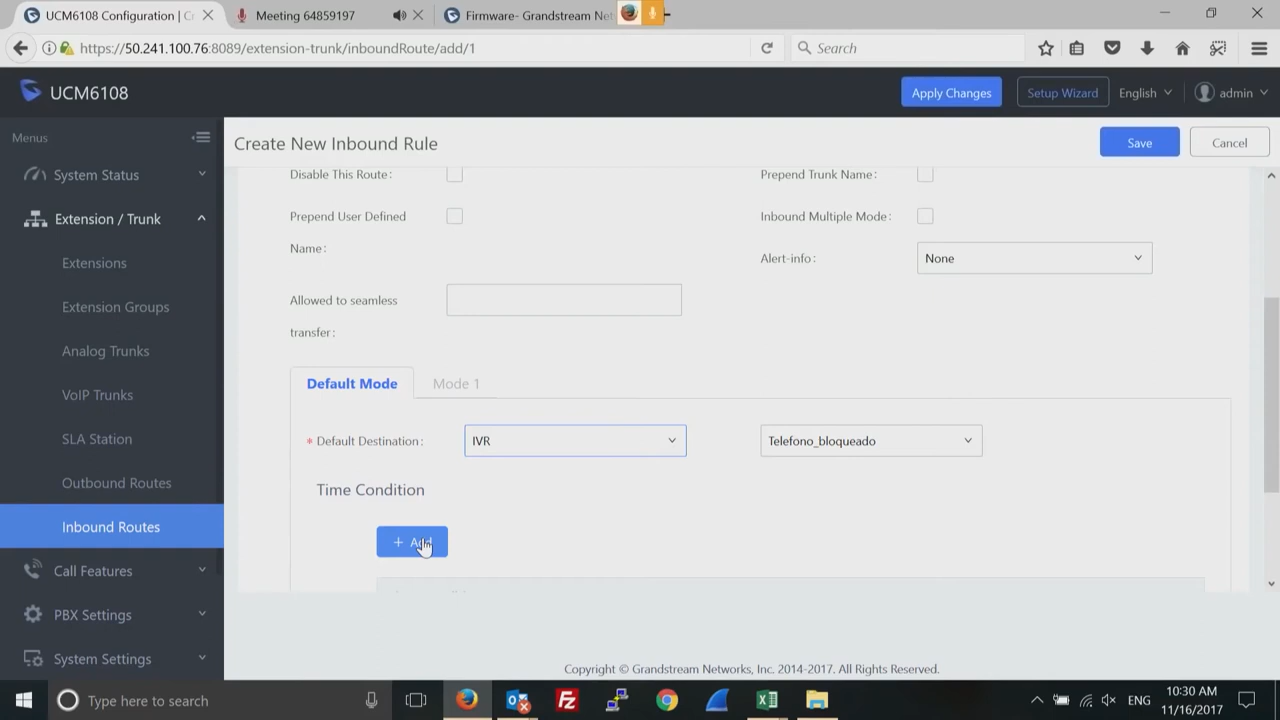 UCM6108 Configuration | C
Meeting 64859197
Firmware- Grandstream Net
https://50.241.100.76:8089/extension-trunk/inboundRoute/add/1
Search
UCM6108
Apply Changes
Setup Wizard
English
admin
Menus
Create New Inbound Rule
Save
Cancel
System Status
Extension / Trunk
Extensions
Extension Groups
Analog Trunks
VoIP Trunks
SLA Station
Outbound Routes
Inbound Routes
Call Features
PBX Settings
System Settings
Disable This Route:
Prepend Trunk Name:
Prepend User Defined
Name:
Inbound Multiple Mode:
Alert-info:
None
Allowed to seamless
transfer:
Default Mode
Mode 1
* Default Destination:
IVR
Telefono_bloqueado
Time Condition
+ Add
Copyright © Grandstream Networks, Inc. 2014-2017. All Rights Reserved.
Type here to search
ENG
10:30 AM
11/16/2017